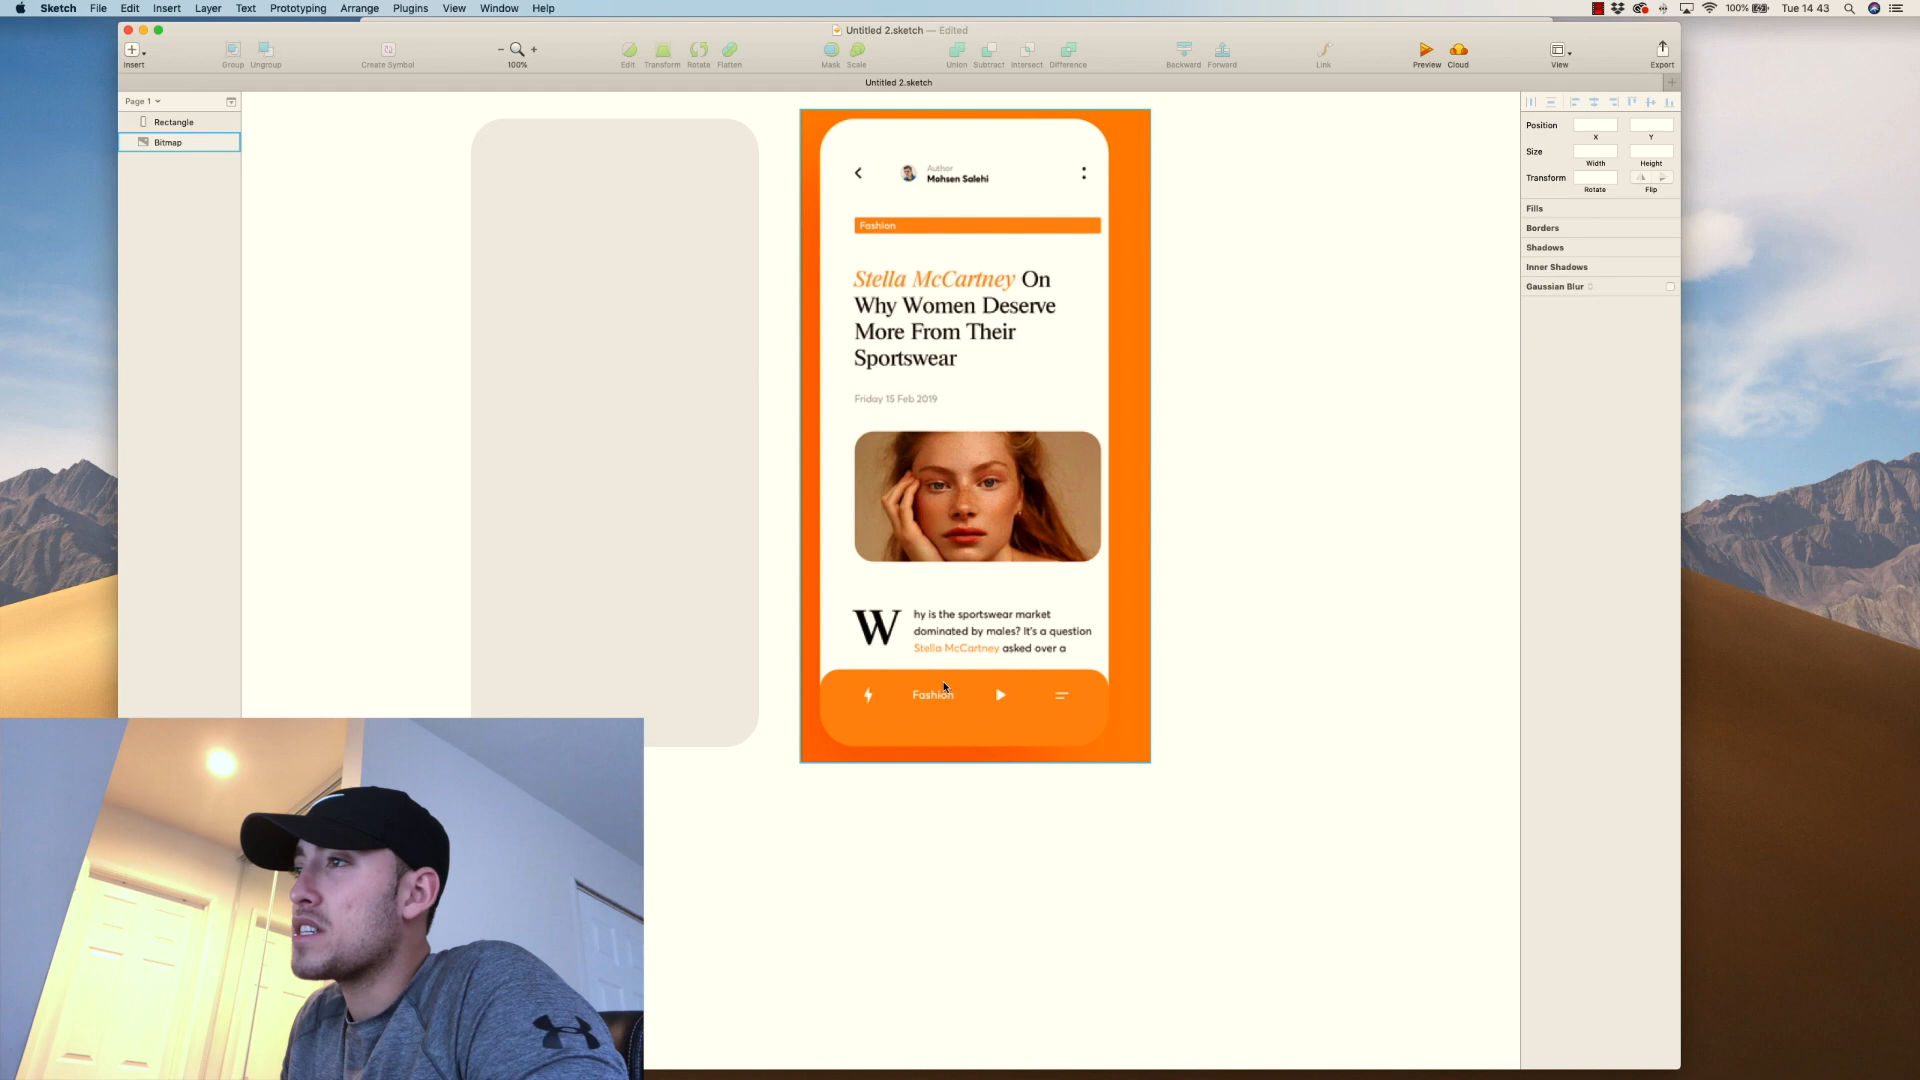 Sketch File Edit Insert Layer Text Prototyping Arrange Plugins View Window Help
100% Tue 14 43
Untitled 2.sketch — Edited
Insert Group Ungroup Create Symbol 100% Edit Transform Rotate Flatten Mask Scale Union Subtract Intersect Difference Backward Forward Link Preview Cloud View Export
Untitled 2.sketch
Page 1
Rectangle
Bitmap
Author
Mohsen Salehi
Fashion
Stella McCartney On
Why Women Deserve
More From Their
Sportswear
Friday 15 Feb 2019
Why is the sportswear market
dominated by males? It's a question
Stella McCartney asked over a
Fashion
Position
X Y
Size
Width Height
Transform
Rotate Flip
Fills
Borders
Shadows
Inner Shadows
Gaussian Blur